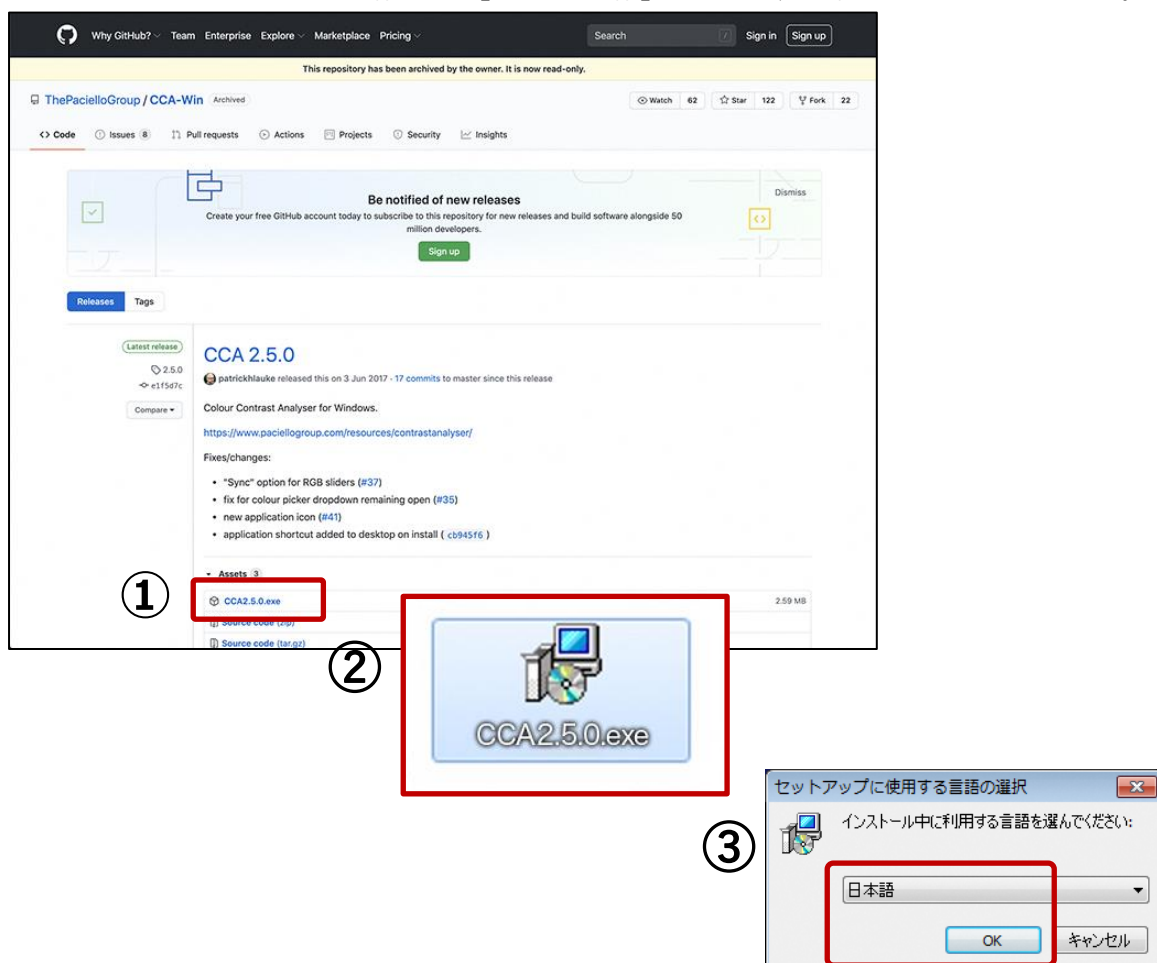 Why GitHub? Team Enterprise Explore Marketplace Pricing Search / Sign in Sign up
This repository has been archived by the owner. It is now read-only.
ThePacielloGroup / CCA-Win Archived Watch 62 Star 122 Fork 22
<> Code Issues 8 Pull requests Actions Projects Security Insights
Be notified of new releases Dismiss
Create your free GitHub account today to subscribe to this repository for new releases and build software alongside 50
million developers.
Sign up
Releases Tags
Latest release
2.5.0
e1f5d7c
Compare
CCA 2.5.0
patrickhlauke released this on 3 Jun 2017 · 17 commits to master since this release
Colour Contrast Analyser for Windows.
https://www.paciellogroup.com/resources/contrastanalyser/
Fixes/changes:
• "Sync" option for RGB sliders (#37)
• fix for colour picker dropdown remaining open (#35)
• new application icon (#41)
• application shortcut added to desktop on install ( cb945f6 )
Assets 3
①
CCA2.5.0.exe 2.59 MB
Source code (zip)
Source code (tar.gz)
②
CCA2.5.0.exe
③
セットアップに使用する言語の選択
インストール中に利用する言語を選んでください:
日本語
OK キャンセル